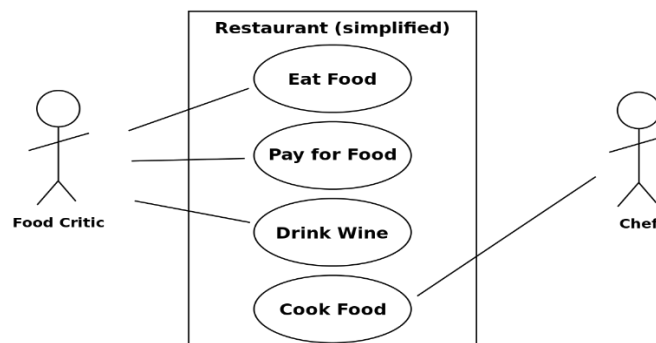 Restaurant (simplified)
Eat Food
Pay for Food
Drink Wine
Cook Food
Food Critic
Chef